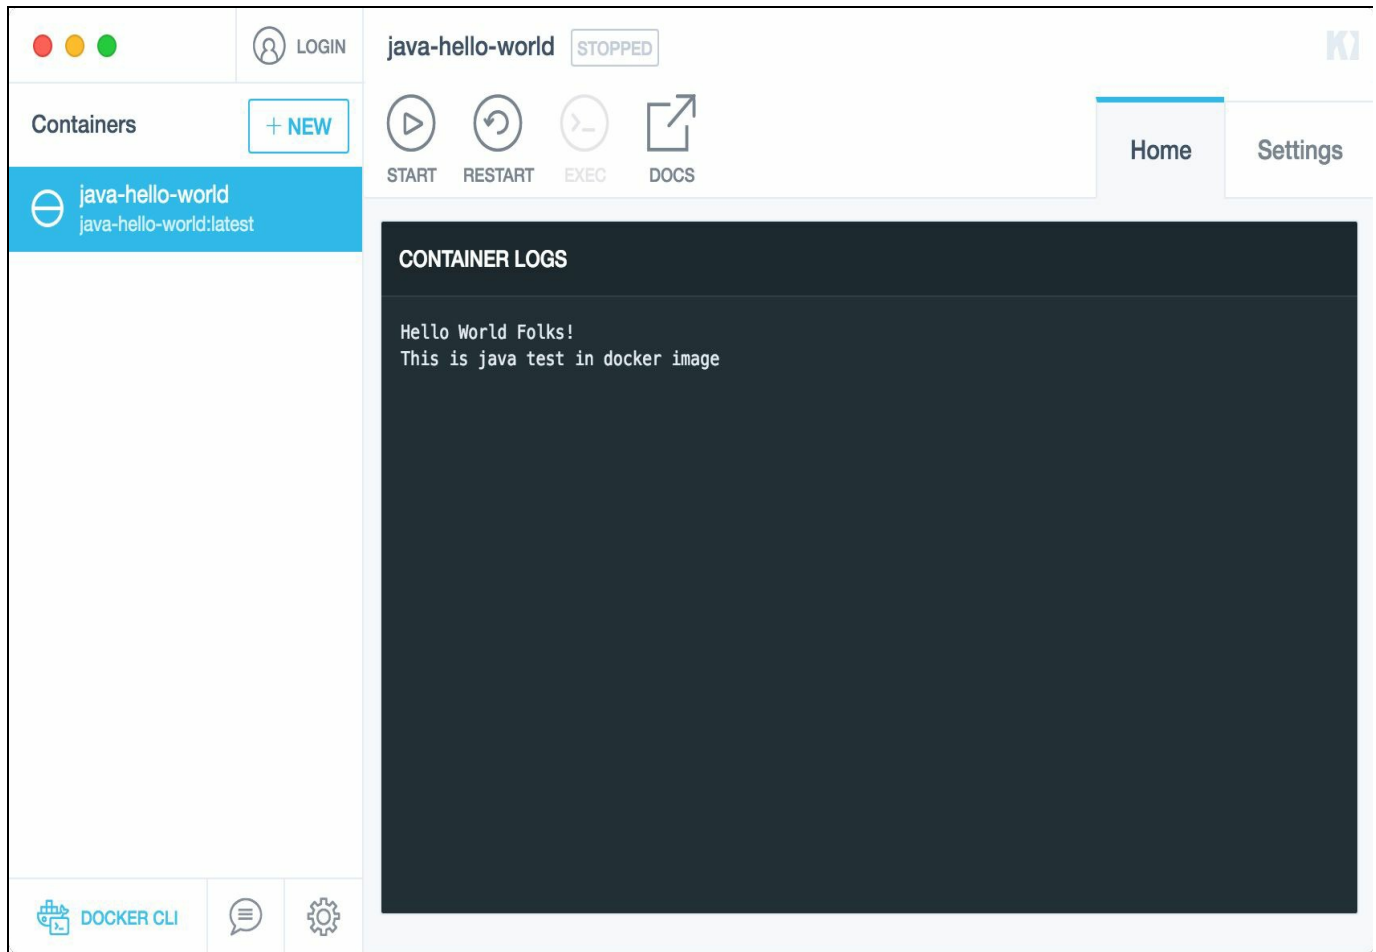 LOGIN
Containers
+ NEW
java-hello-world
java-hello-world:latest
DOCKER CLI
java-hello-world STOPPED
START RESTART EXEC DOCS
Home Settings
CONTAINER LOGS
Hello World Folks!
This is java test in docker image